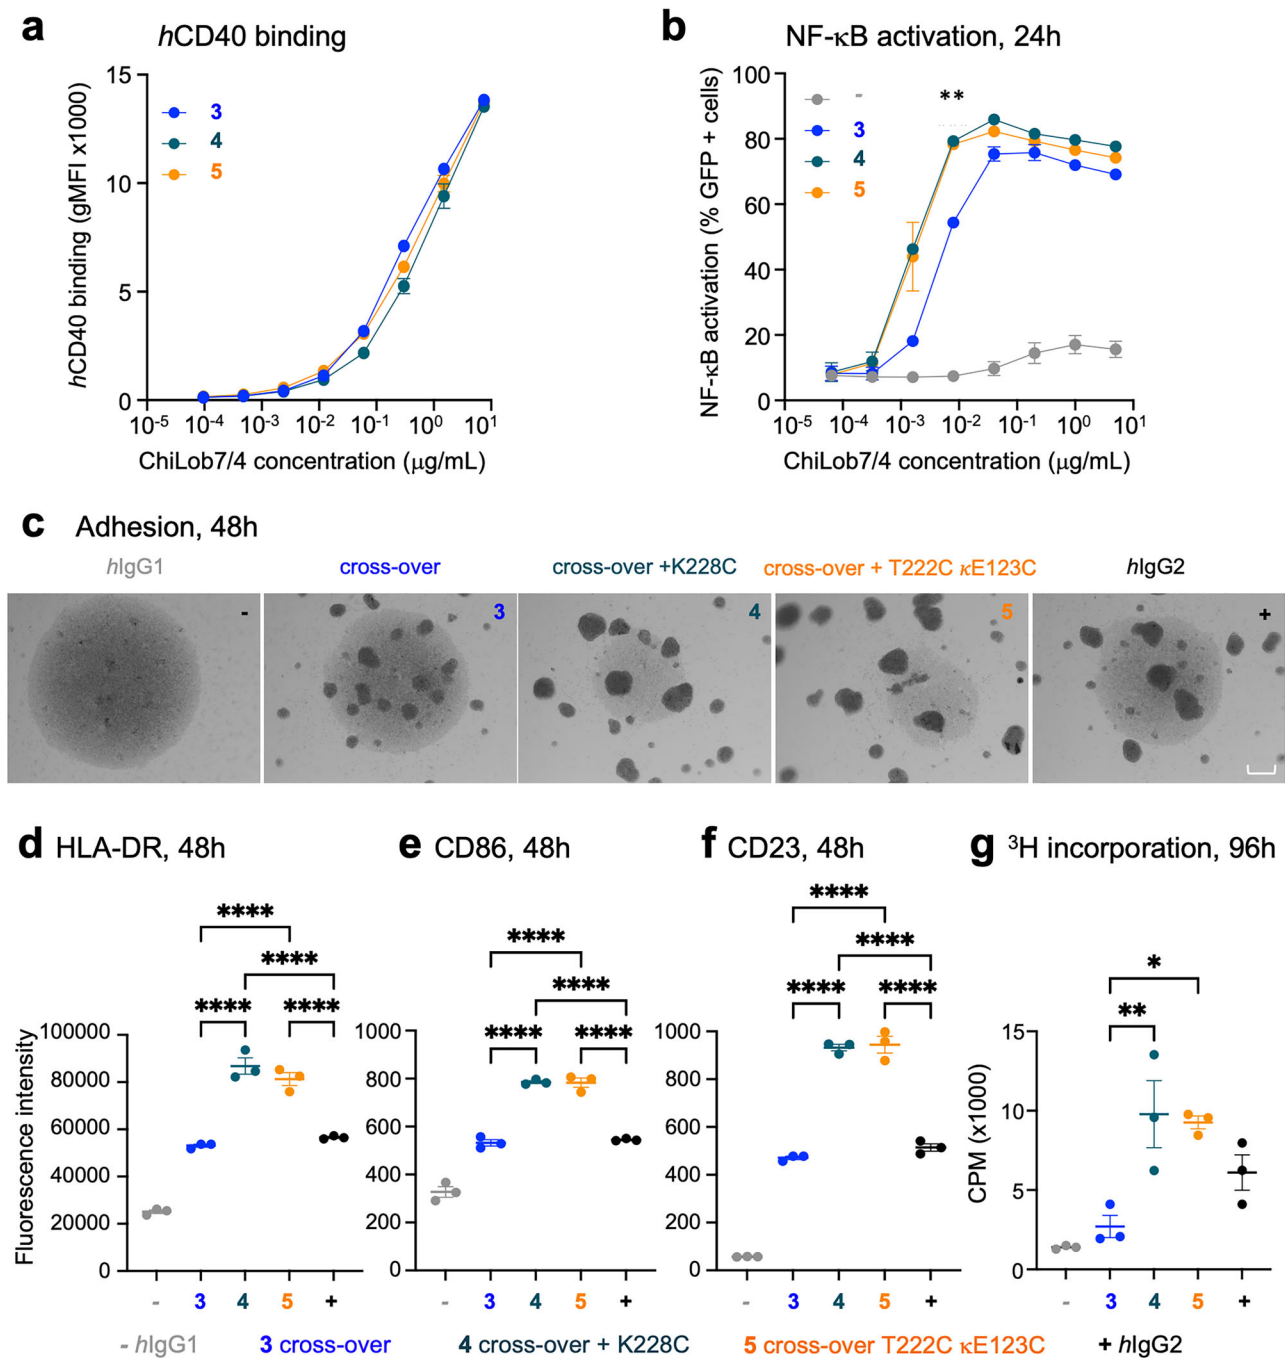 a hCD40 binding
15
10
5
0
hCD40 binding (gMFI x1000)
3
4
5
10-5 10-4 10-3 10-2 10-1 100 101
ChiLob7/4 concentration (μg/mL)
b NF-κB activation, 24h
100
80
60
40
20
0
NF-κB activation (% GFP + cells)
-
3
4
5
**
10-5 10-4 10-3 10-2 10-1 100 101
ChiLob7/4 concentration (μg/mL)
c Adhesion, 48h
hIgG1 cross-over cross-over +K228C cross-over + T222C κE123C hIgG2
- 3 4 5 +
d HLA-DR, 48h
****
****
**** ****
Fluorescence intensity
100000
80000
60000
40000
20000
0
- 3 4 5 +
e CD86, 48h
****
****
**** ****
1000
800
600
400
200
0
- 3 4 5 +
f CD23, 48h
****
****
**** ****
1000
800
600
400
200
0
- 3 4 5 +
g 3H incorporation, 96h
*
**
CPM (x1000)
15
10
5
0
- 3 4 5 +
- hIgG1 3 cross-over 4 cross-over + K228C 5 cross-over T222C κE123C + hIgG2